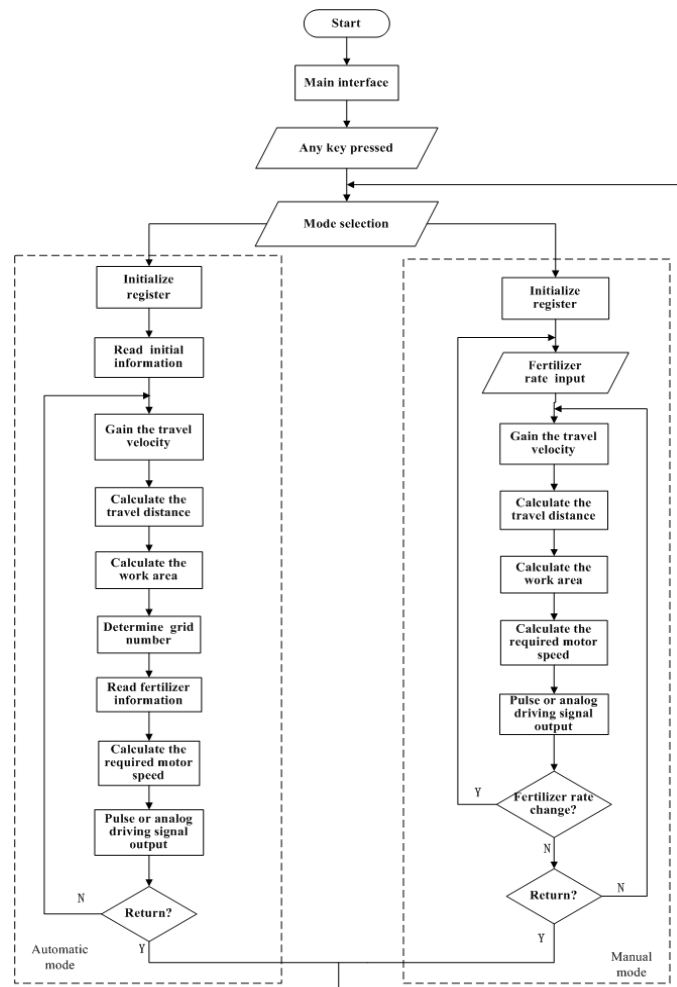 Start
Main interface
Any key pressed
Mode selection
Initialize
register
Read initial
information
Gain the travel
velocity
Calculate the
travel distance
Calculate the
work area
Determine grid
number
Read fertilizer
information
Calculate the
required motor
speed
Pulse or analog
driving signal
output
N
Return?
Y
Automatic
mode
Initialize
register
Fertilizer
rate input
Gain the travel
velocity
Calculate the
travel distance
Calculate the
work area
Calculate the
required motor
speed
Pulse or analog
driving signal
output
Y
Fertilizer rate
change?
N
Return?
N
Y
Manual
mode